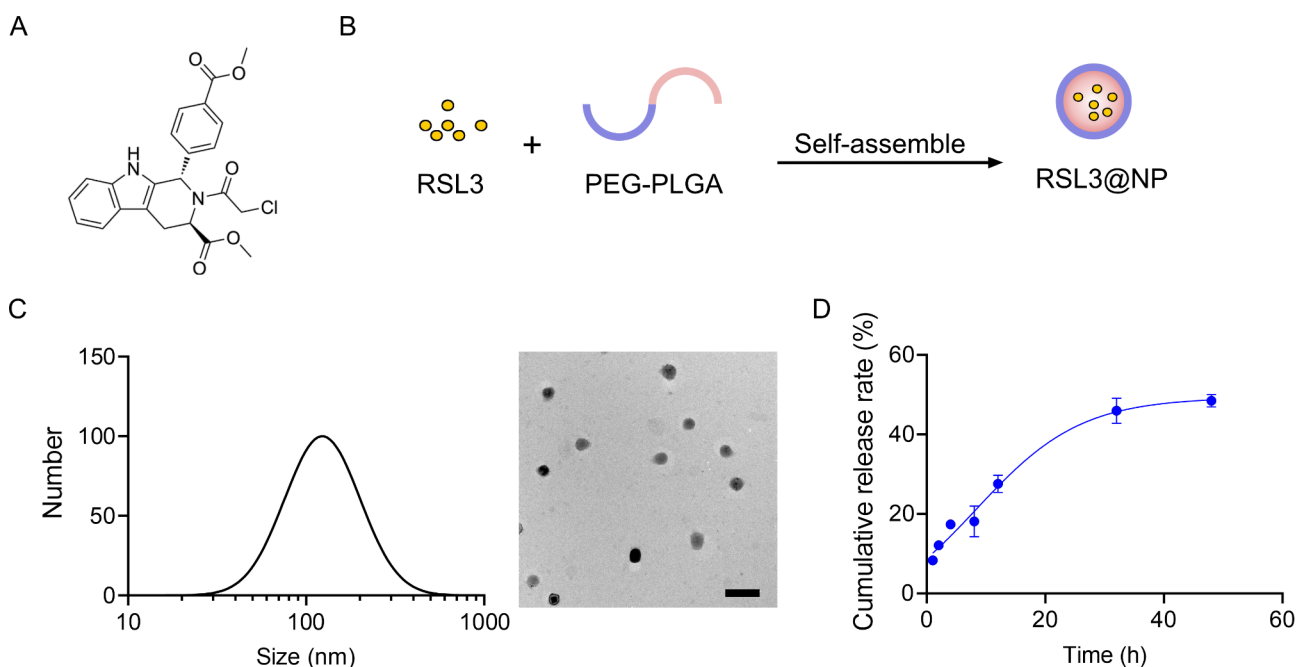 A
O
O
H
N
N
O
Cl
O
O
B
RSL3
+
PEG-PLGA
Self-assemble
RSL3@NP
C
Number
150
100
50
0
10
100
1000
Size (nm)
D
Cumulative release rate (%)
60
40
20
0
0
20
40
60
Time (h)